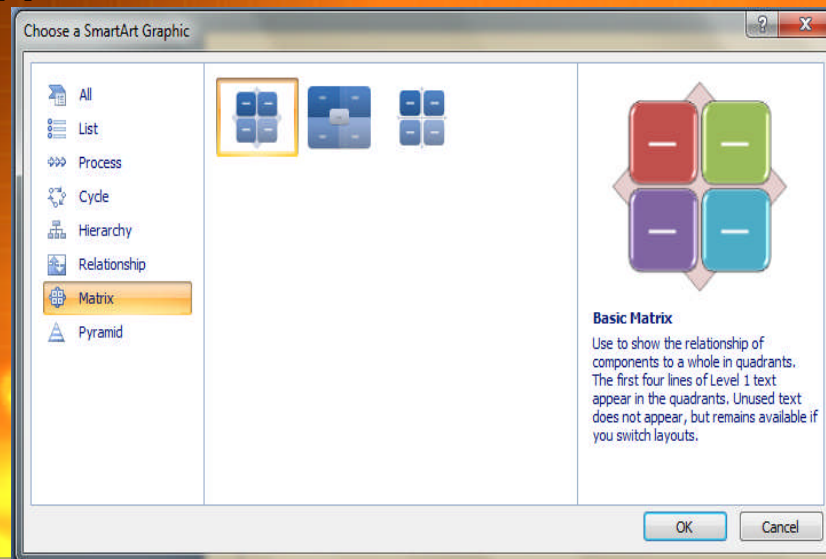 Choose a SmartArt Graphic
All
List
Process
Cycle
Hierarchy
Relationship
Matrix
Pyramid
Basic Matrix
Use to show the relationship of
components to a whole in quadrants.
The first four lines of Level 1 text
appear in the quadrants. Unused text
does not appear, but remains available if
you switch layouts.
OK
Cancel